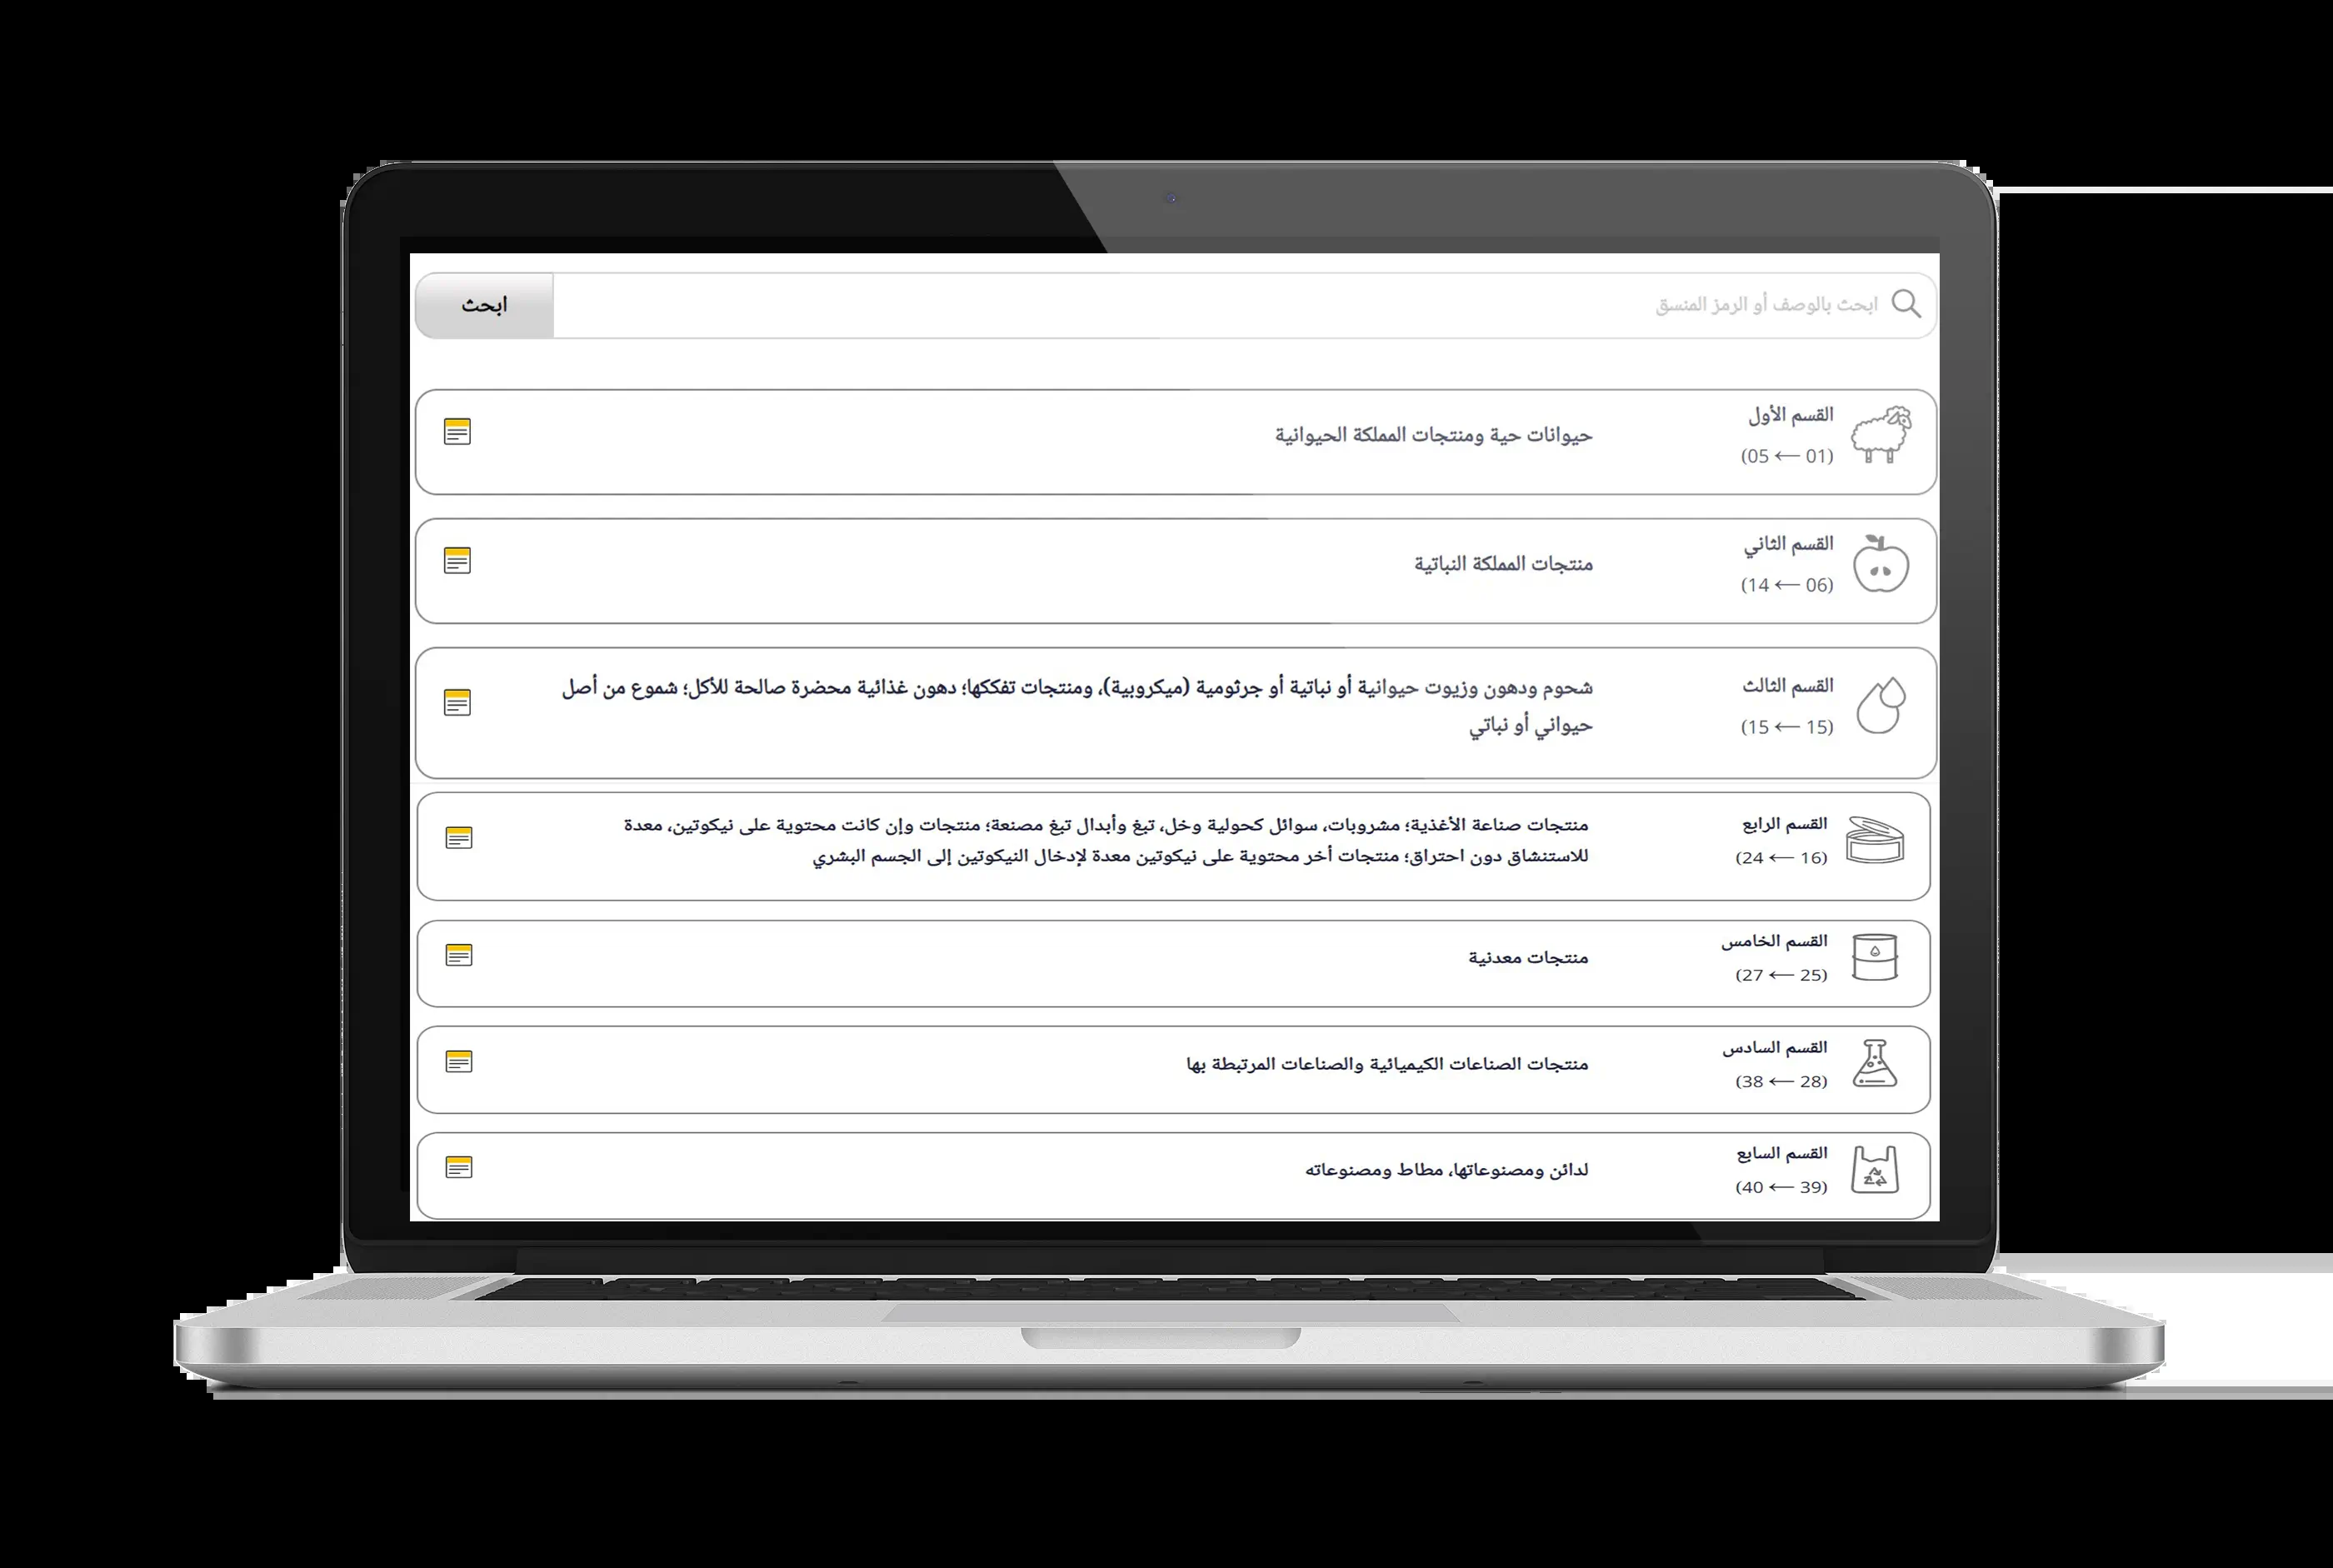 ابحث بالوصف أو الرمز المنسق
ابحث
القسم الأول
(01 ← 05)
حيوانات حية ومنتجات المملكة الحيوانية
القسم الثاني
(06 ← 14)
منتجات المملكة النباتية
القسم الثالث
(15 ← 15)
شحوم ودهون وزيوت حيوانية أو نباتية أو جرثومية (ميكروبية)، ومنتجات تفككها؛ دهون غذائية محضرة صالحة للأكل؛ شموع من أصل
حيواني أو نباتي
القسم الرابع
(16 ← 24)
منتجات صناعة الأغذية؛ مشروبات، سوائل كحولية وخل، تبغ وأبدال تبغ مصنعة؛ منتجات وإن كانت محتوية على نيكوتين، معدة
للاستنشاق دون احتراق؛ منتجات أخر محتوية على نيكوتين معدة لإدخال النيكوتين إلى الجسم البشري
القسم الخامس
(25 ← 27)
منتجات معدنية
القسم السادس
(28 ← 38)
منتجات الصناعات الكيميائية والصناعات المرتبطة بها
القسم السابع
(39 ← 40)
لدائن ومصنوعاتها، مطاط ومصنوعاته